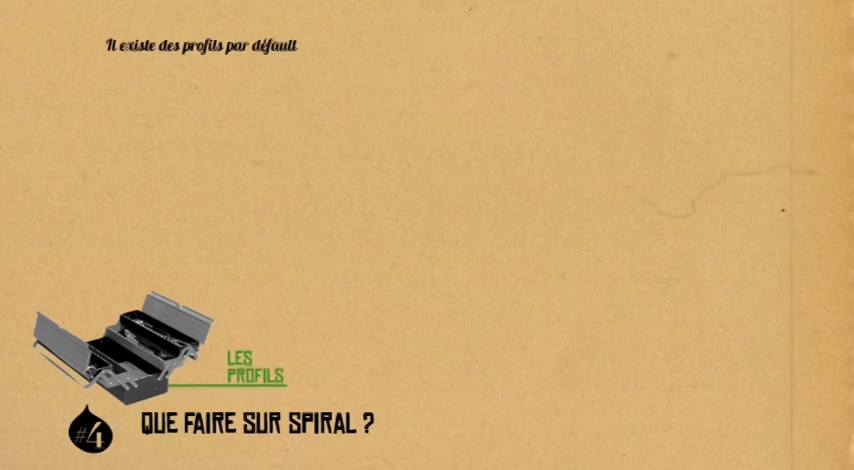 Il existe des profils par défault
LES
PROFILS
#4
QUE FAIRE SUR SPIRAL ?